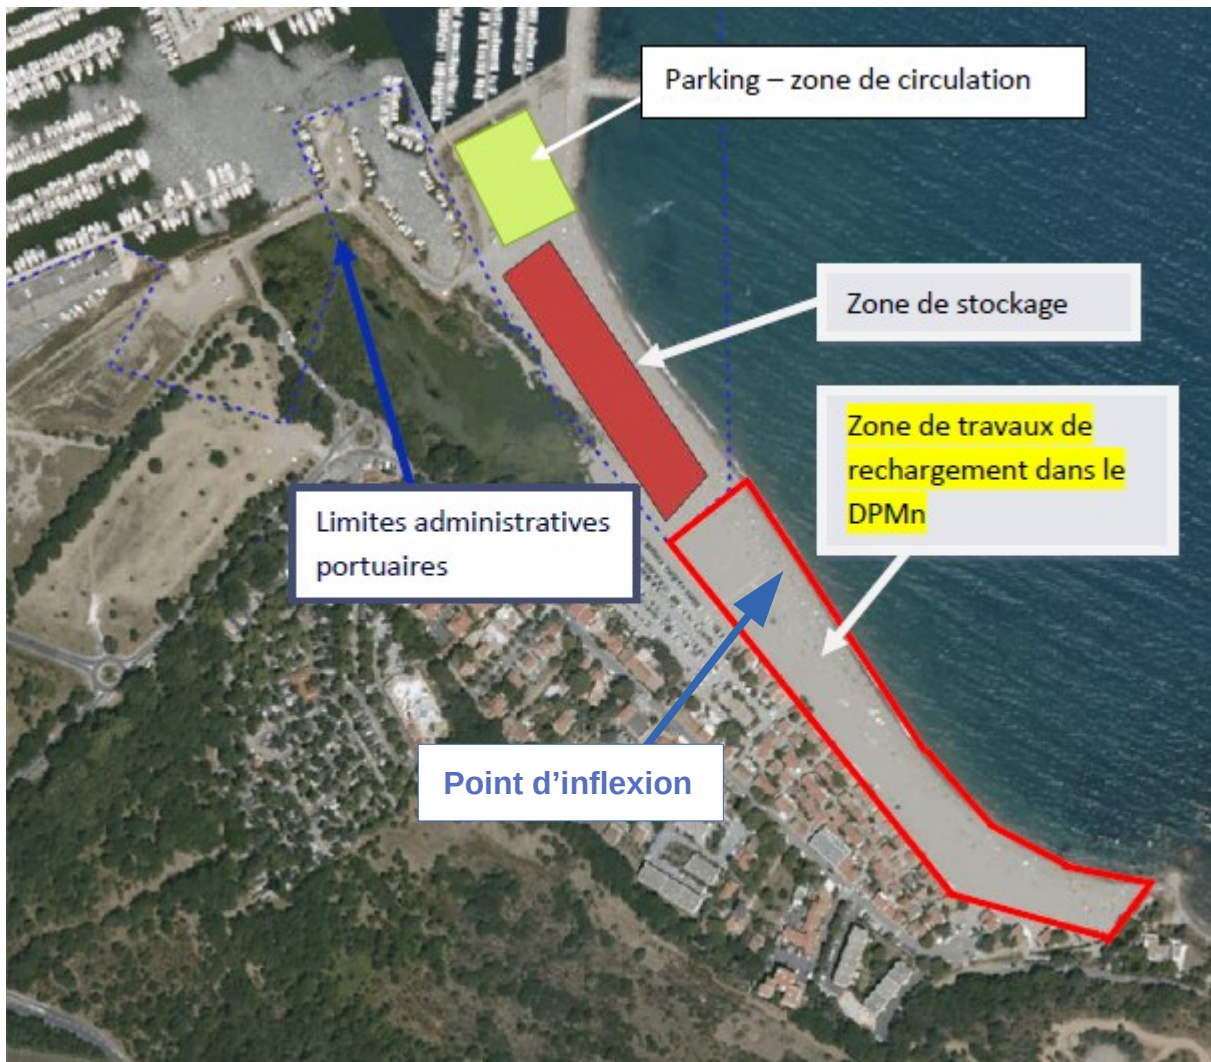 Parking – zone de circulation
Zone de stockage
Zone de travaux de
rechargement dans le
DPMn
Limites administratives
portuaires
Point d’inflexion